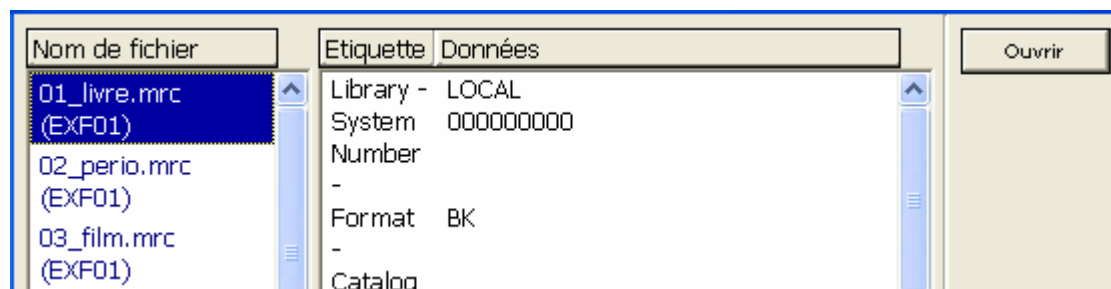 Nom de fichier
Etiquette Données
Ouvrir
01_livre.mrc
(EXF01)
02_perio.mrc
(EXF01)
03_film.mrc
(EXF01)
Library - LOCAL
System 000000000
Number
-
Format BK
-
Catalog